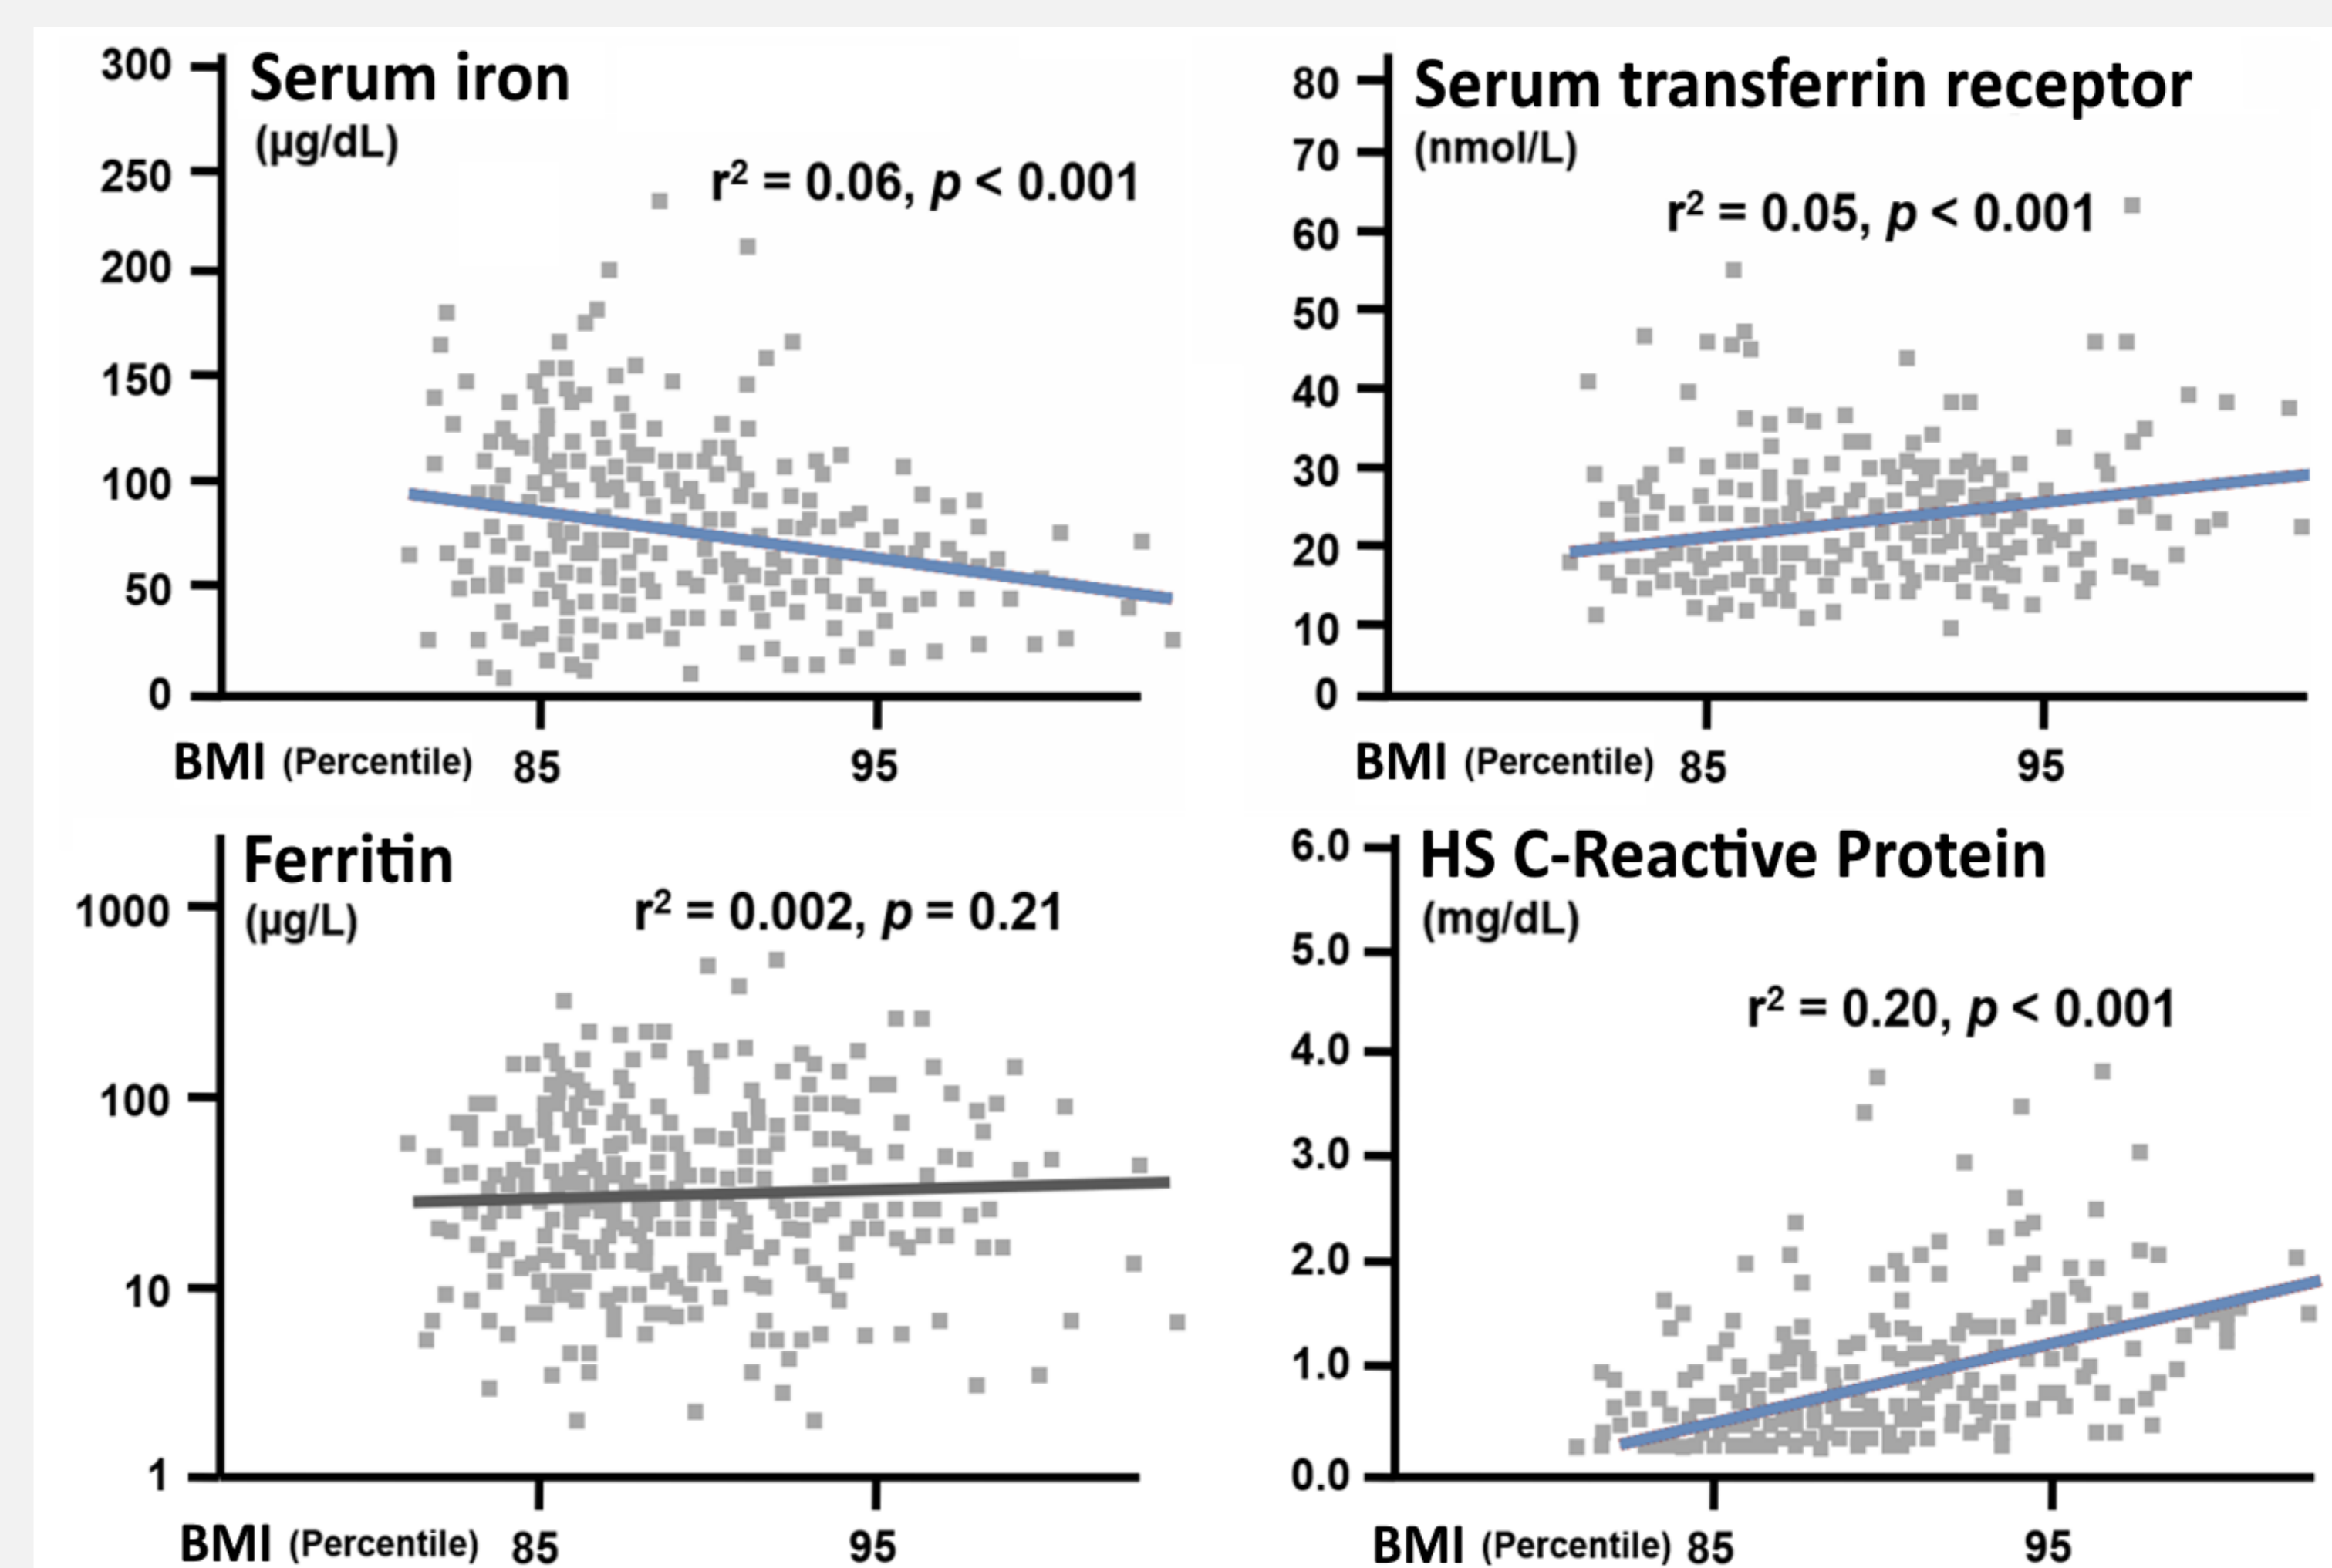 Serum iron
(µg/dL)
r² = 0.06, p < 0.001
300
250
200
150
100
50
0
BMI (Percentile) 85 95
Serum transferrin receptor
(nmol/L)
r² = 0.05, p < 0.001
80
70
60
50
40
30
20
10
0
BMI (Percentile) 85 95
Ferritin
(µg/L)
r² = 0.002, p = 0.21
1000
100
10
1
BMI (Percentile) 85 95
HS C-Reactive Protein
(mg/dL)
r² = 0.20, p < 0.001
6.0
5.0
4.0
3.0
2.0
1.0
0.0
BMI (Percentile) 85 95